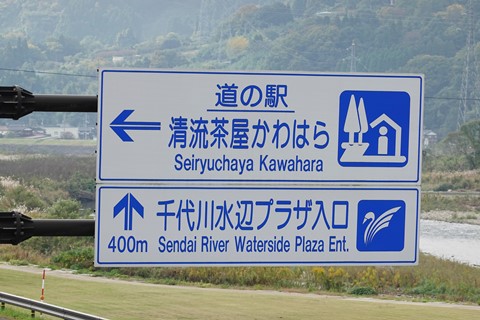 道の駅
清流茶屋かわはら
Seiryuchaya Kawahara
千代川水辺プラザ入口
400m Sendai River Waterside Plaza Ent.